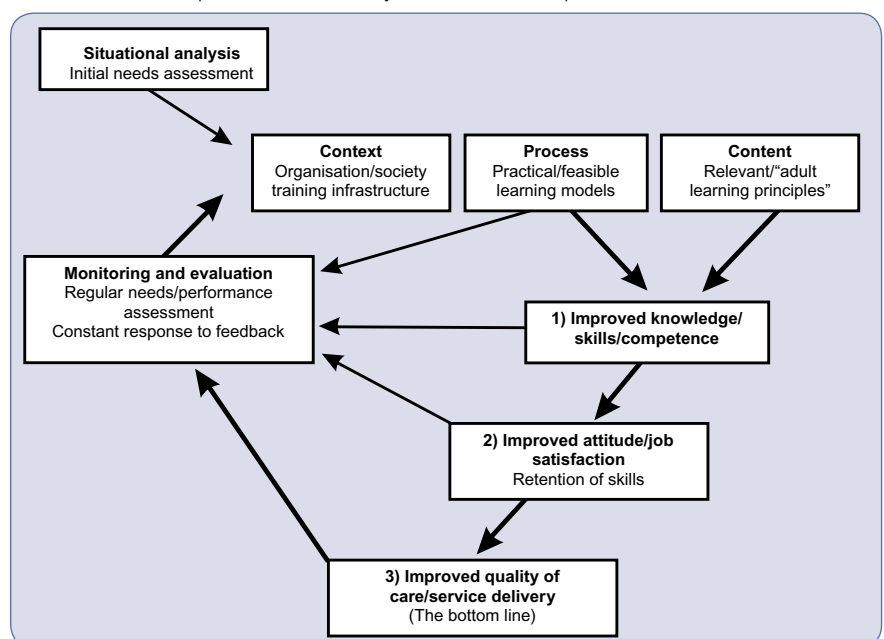 Situational analysis
Initial needs assessment
Context
Organisation/society
training infrastructure
Process
Practical/feasible
learning models
Content
Relevant/“adult
learning principles”
Monitoring and evaluation
Regular needs/performance
assessment
Constant response to feedback
1) Improved knowledge/
skills/competence
2) Improved attitude/job
satisfaction
Retention of skills
3) Improved quality of
care/service delivery
(The bottom line)